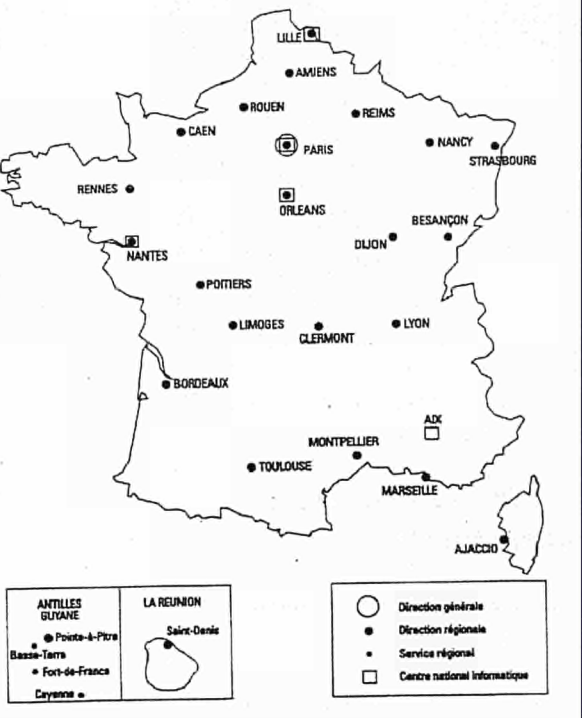 LILLE
AMIENS
ROUEN
REIMS
CAEN
PARIS
NANCY
STRASBOURG
RENNES
ORLEANS
BESANÇON
DIJON
NANTES
POITIERS
LIMOGES
CLERMONT
LYON
BORDEAUX
AIX
MONTPELLIER
TOULOUSE
MARSEILLE
AJACCIO
ANTILLES
GUYANE
Pointe-à-Pitre
Basse-Terre
Fort-de-France
Cayenne
LA REUNION
Saint-Denis
Direction générale
Direction régionale
Service régional
Centre national informatique